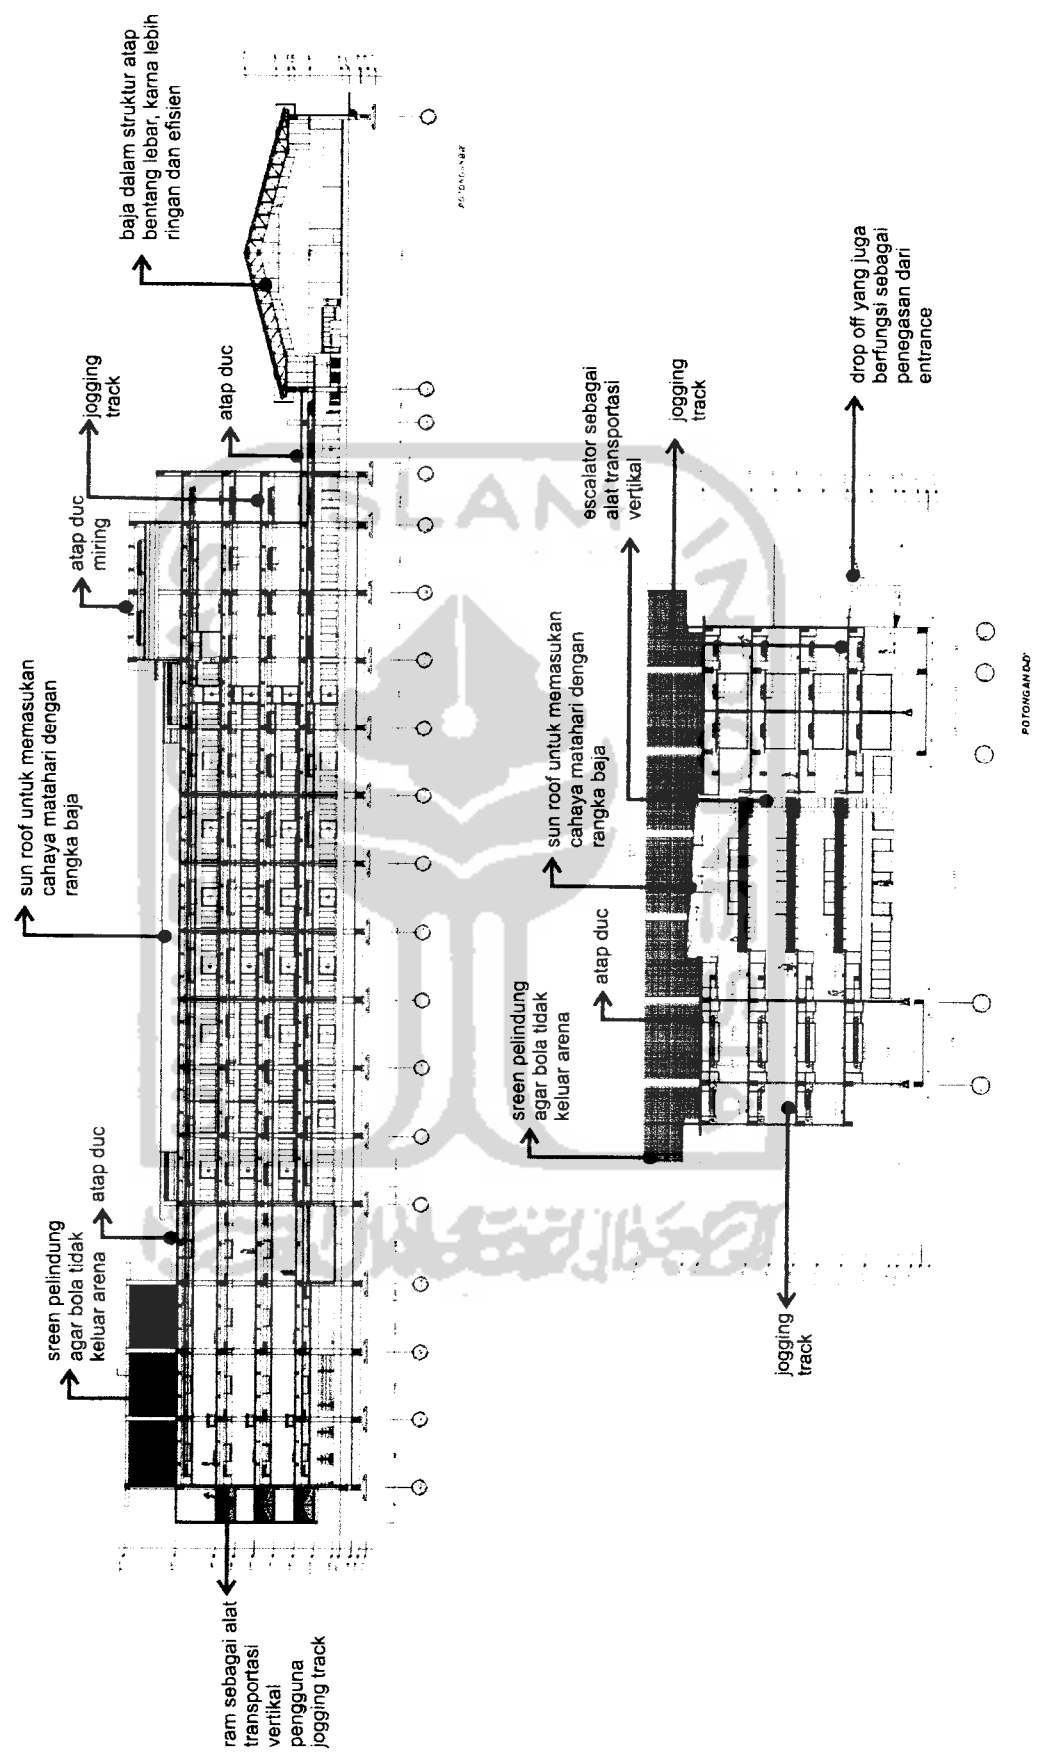 ram sebagai alat
transportasi
vertikal
pengguna
jogging track
sreen pelindung
agar bola tidak
keluar arena
atap duc
sun roof untuk memasukan
cahaya matahari dengan
rangka baja
atap duc
miring
jogging
track
atap duc
baja dalam struktur atap
bentang lebar, karna lebih
ringan dan efisien
jogging
track
sreen pelindung
agar bola tidak
keluar arena
atap duc
sun roof untuk memasukan
cahaya matahari dengan
rangka baja
escalator sebagai
alat transportasi
vertikal
jogging
track
drop off yang juga
berfungsi sebagai
penegasan dari
entrance
ISLAM